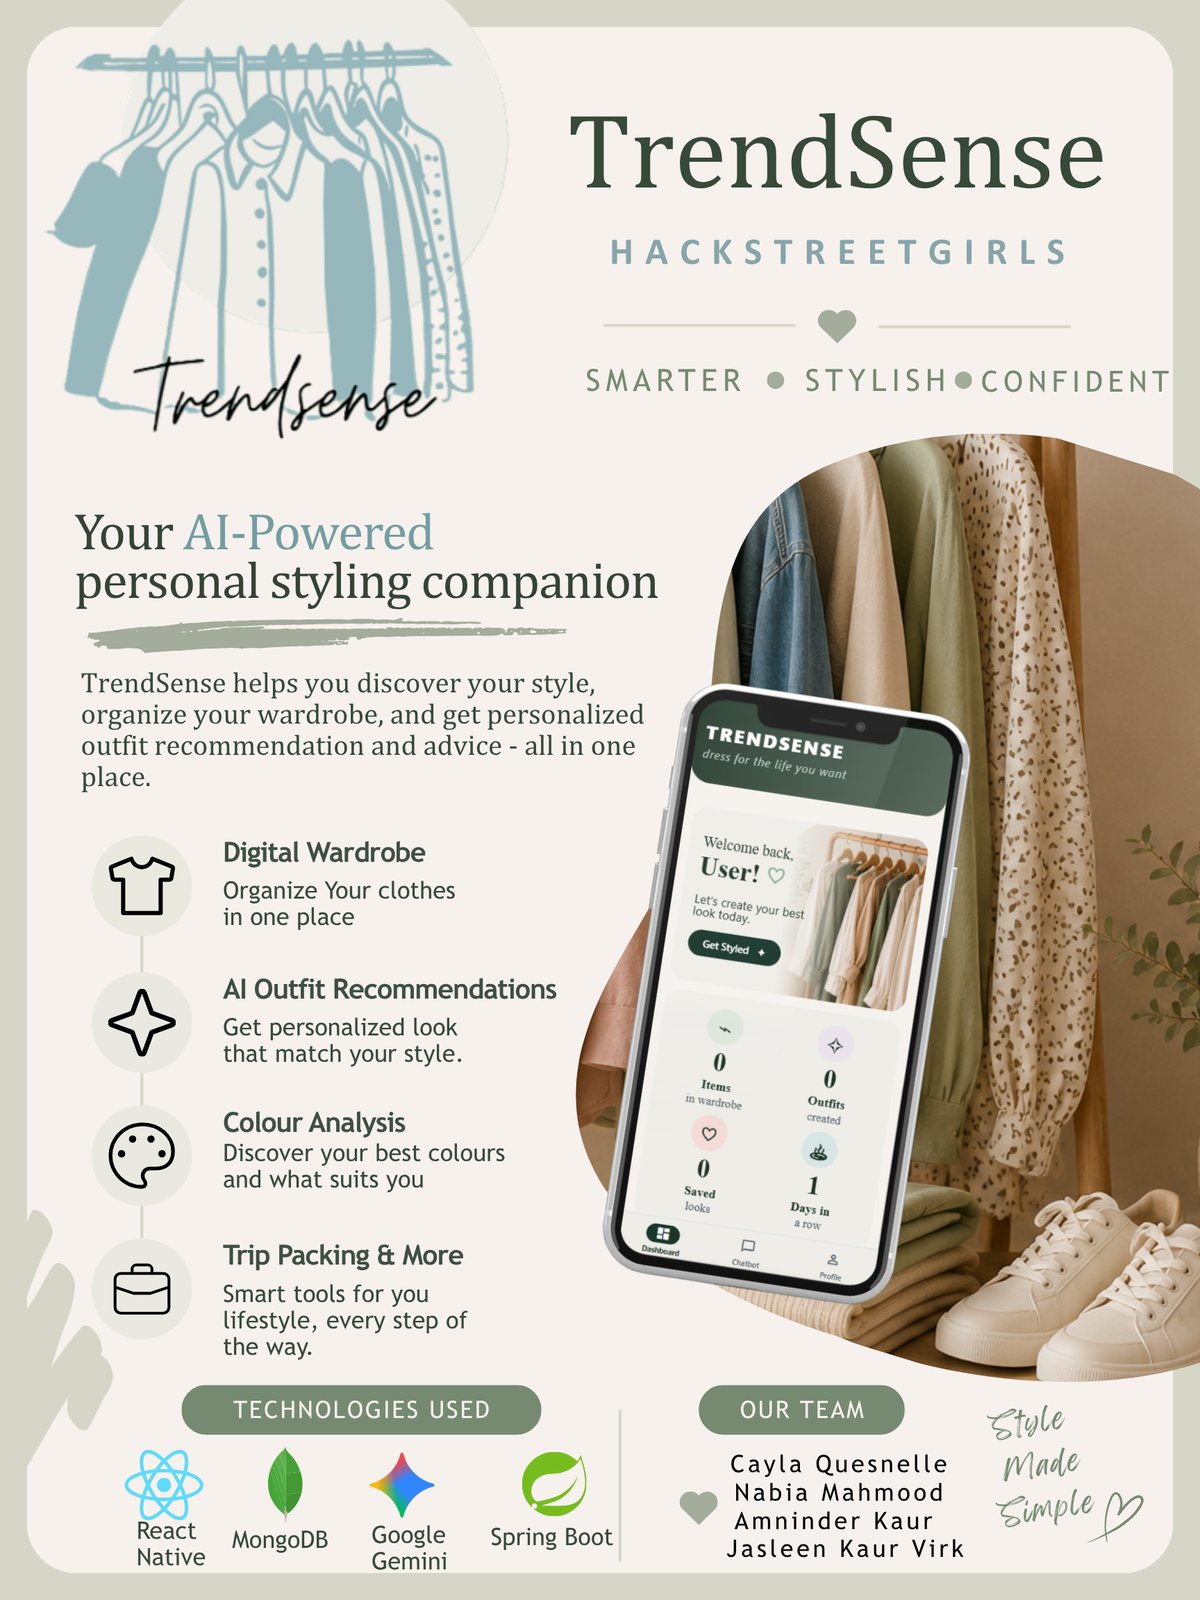 Trendsense
TrendSense
HACKSTREETGIRLS
SMARTER ● STYLISH ● CONFIDENT
Your AI-Powered
personal styling companion
TrendSense helps you discover your style,
organize your wardrobe, and get personalized
outfit recommendation and advice - all in one
place.
Digital Wardrobe
Organize Your clothes
in one place
AI Outfit Recommendations
Get personalized look
that match your style.
Colour Analysis
Discover your best colours
and what suits you
Trip Packing & More
Smart tools for you
lifestyle, every step of
the way.
TRENDSENSE
dress for the life you want
Welcome back,
User! ♡
Let's create your best
look today.
Get Styled
0
Items
in wardrobe
0
Outfits
created
0
Saved
looks
1
Days in
a row
Dashboard
Chatbot
Profile
TECHNOLOGIES USED
React
Native
MongoDB
Google
Gemini
Spring Boot
OUR TEAM
Cayla Quesnelle
Nabia Mahmood
Amninder Kaur
Jasleen Kaur Virk
Style
Made
Simple